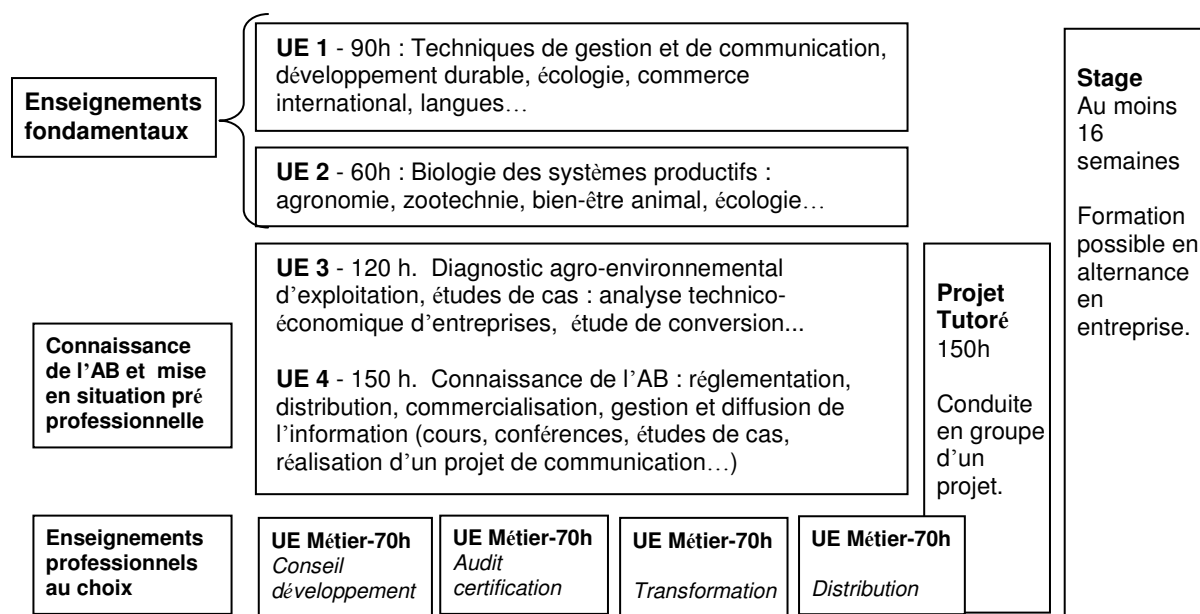 Enseignements
fondamentaux
UE 1 - 90h : Techniques de gestion et de communication,
développement durable, écologie, commerce
international, langues…
UE 2 - 60h : Biologie des systèmes productifs :
agronomie, zootechnie, bien-être animal, écologie…
Connaissance
de l’AB et mise
en situation pré
professionnelle
UE 3 - 120 h. Diagnostic agro-environnemental
d’exploitation, études de cas : analyse technico-
économique d’entreprises, étude de conversion...
UE 4 - 150 h. Connaissance de l’AB : réglementation,
distribution, commercialisation, gestion et diffusion de
l’information (cours, conférences, études de cas,
réalisation d’un projet de communication…)
Enseignements
professionnels
au choix
UE Métier-70h
Conseil
développement
UE Métier-70h
Audit
certification
UE Métier-70h
Transformation
UE Métier-70h
Distribution
Projet
Tutoré
150h
Conduite
en groupe
d’un
projet.
Stage
Au moins
16
semaines
Formation
possible en
alternance
en
entreprise.